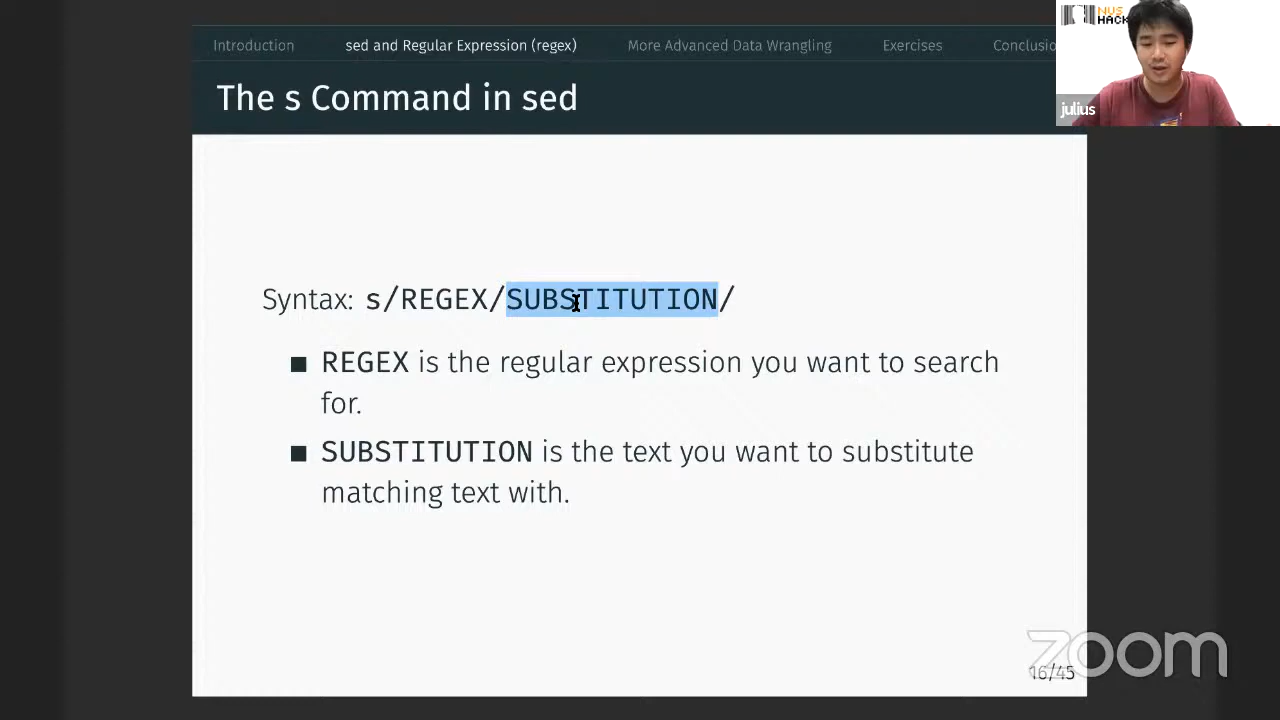 Introduction sed and Regular Expression (regex) More Advanced Data Wrangling Exercises Conclusio
NUS
HACK
julius
The s Command in sed
Syntax: s/REGEX/SUBSTITUTION/
■ REGEX is the regular expression you want to search
for.
■ SUBSTITUTION is the text you want to substitute
matching text with.
zoom
16/45